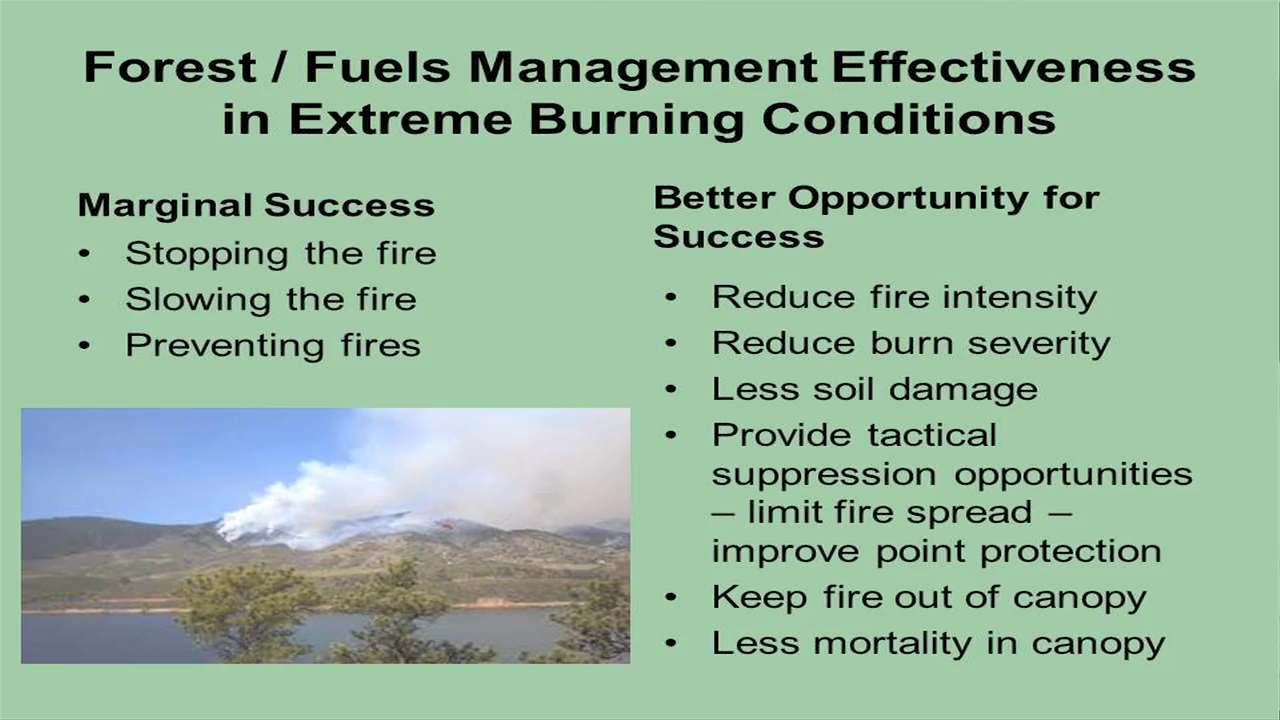 Forest / Fuels Management Effectiveness
in Extreme Burning Conditions
Marginal Success
• Stopping the fire
• Slowing the fire
• Preventing fires
Better Opportunity for
Success
• Reduce fire intensity
• Reduce burn severity
• Less soil damage
• Provide tactical
suppression opportunities
– limit fire spread –
improve point protection
• Keep fire out of canopy
• Less mortality in canopy